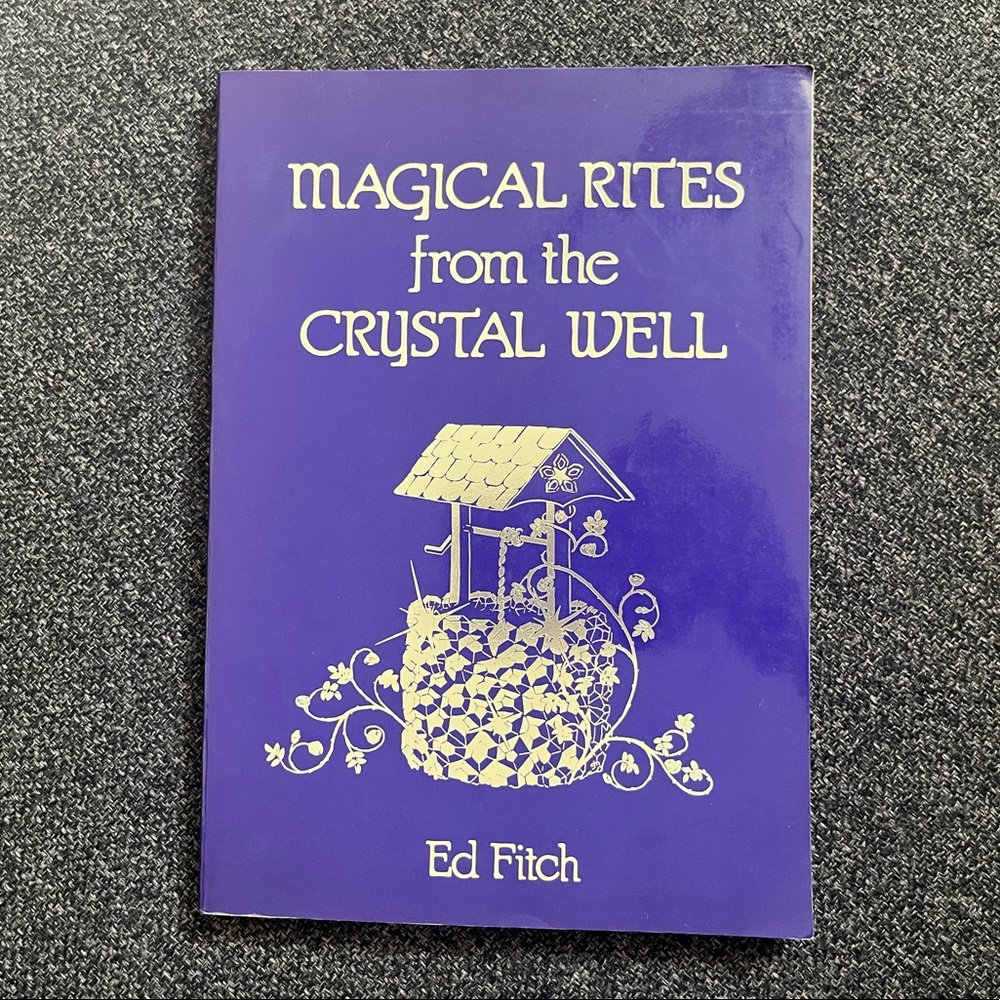 MAGICAL RITES
from the
CRYSTAL WELL
Ed Fitch